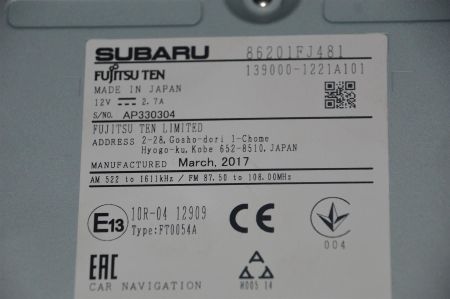 SUBARU 86201FJ481
FUJITSU TEN 139000-1221A101
MADE IN JAPAN
12V 2.7A
S/NO. AP330304
FUJITSU TEN LIMITED
ADDRESS 2-28, Gosho-dori 1-Chome
Hyogo-ku, Kobe 652-8510, JAPAN
MANUFACTURED March, 2017
AM 522 to 1611kHz / FM 87.50 to 108.00MHz
E13 10R-04 12909
Type:FT0054A
CE
004
EAC
A
A A
M005 14
CAR NAVIGATION